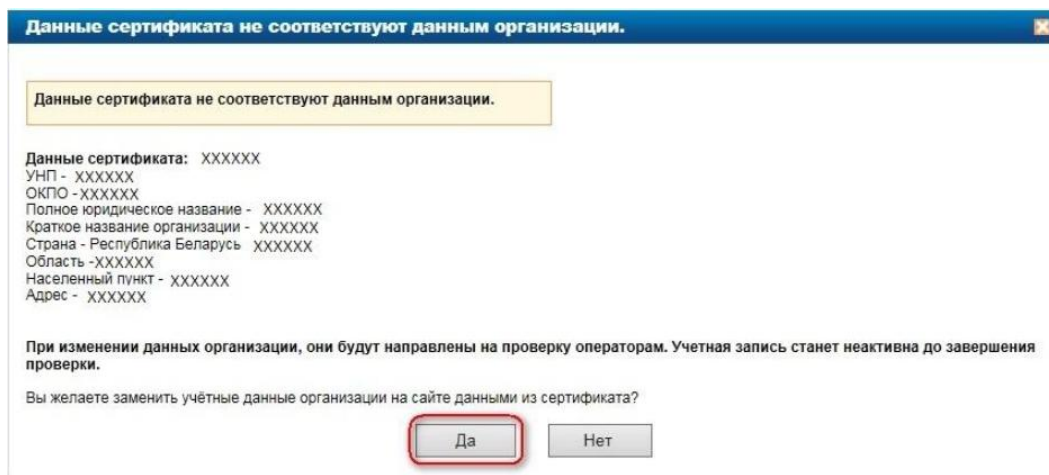 Данные сертификата не соответствуют данным организации.
Данные сертификата не соответствуют данным организации.
Данные сертификата: XXXXXX
УНП - XXXXXX
ОКПО -XXXXXX
Полное юридическое название - XXXXXX
Краткое название организации - XXXXXX
Страна - Республика Беларусь XXXXXX
Область -XXXXXX
Населенный пункт - XXXXXX
Адрес - XXXXXX
При изменении данных организации, они будут направлены на проверку операторам. Учетная запись станет неактивна до завершения
проверки.
Вы желаете заменить учётные данные организации на сайте данными из сертификата?
Да Нет